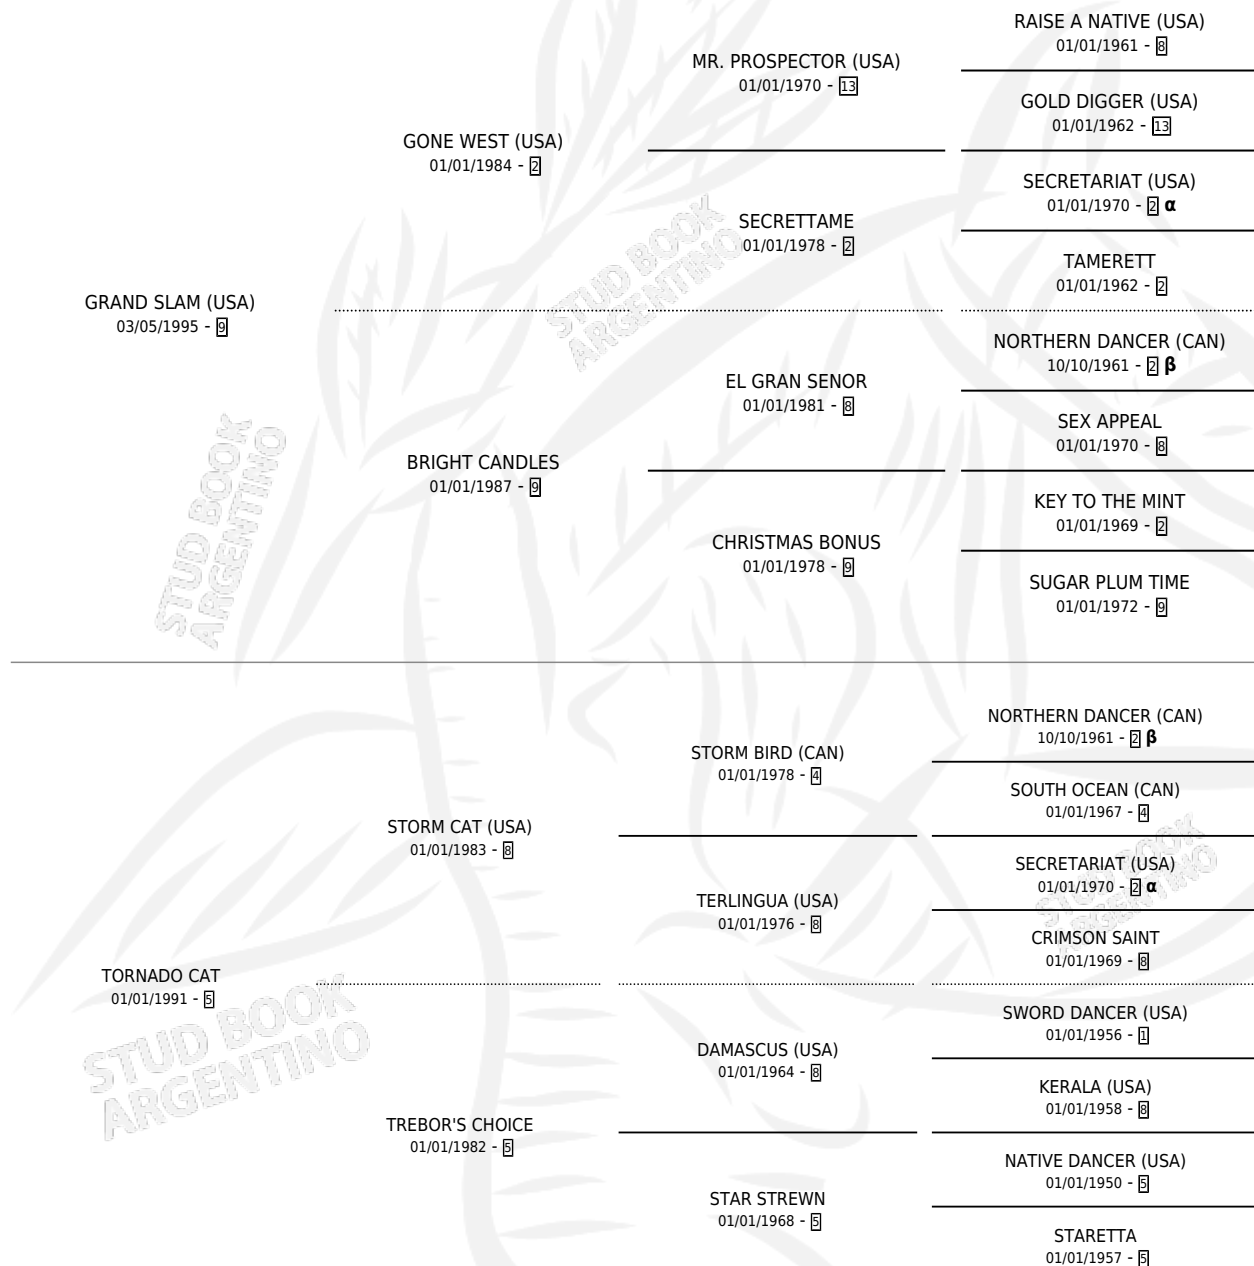 RAISE A NATIVE (USA)
01/01/1961 - 8
MR. PROSPECTOR (USA)
01/01/1970 - 13
GOLD DIGGER (USA)
01/01/1962 - 13
GONE WEST (USA)
01/01/1984 - 2
SECRETARIAT (USA)
01/01/1970 - 2 α
SECRETTAME
01/01/1978 - 2
TAMERETT
01/01/1962 - 2
GRAND SLAM (USA)
03/05/1995 - 9
NORTHERN DANCER (CAN)
10/10/1961 - 2 β
EL GRAN SENOR
01/01/1981 - 8
SEX APPEAL
01/01/1970 - 8
BRIGHT CANDLES
01/01/1987 - 9
KEY TO THE MINT
01/01/1969 - 2
CHRISTMAS BONUS
01/01/1978 - 9
SUGAR PLUM TIME
01/01/1972 - 9
NORTHERN DANCER (CAN)
10/10/1961 - 2 β
STORM BIRD (CAN)
01/01/1978 - 4
SOUTH OCEAN (CAN)
01/01/1967 - 4
STORM CAT (USA)
01/01/1983 - 8
SECRETARIAT (USA)
01/01/1970 - 2 α
TERLINGUA (USA)
01/01/1976 - 8
CRIMSON SAINT
01/01/1969 - 8
TORNADO CAT
01/01/1991 - 5
SWORD DANCER (USA)
01/01/1956 - 1
DAMASCUS (USA)
01/01/1964 - 8
KERALA (USA)
01/01/1958 - 8
TREBOR'S CHOICE
01/01/1982 - 5
NATIVE DANCER (USA)
01/01/1950 - 5
STAR STREWN
01/01/1968 - 5
STARETTA
01/01/1957 - 5
STUD BOOK
ARGENTINO
STUD BOOK
ARGENTINO
STUD BOOK
ARGENTINO
STUD BOOK
ARGENTINO